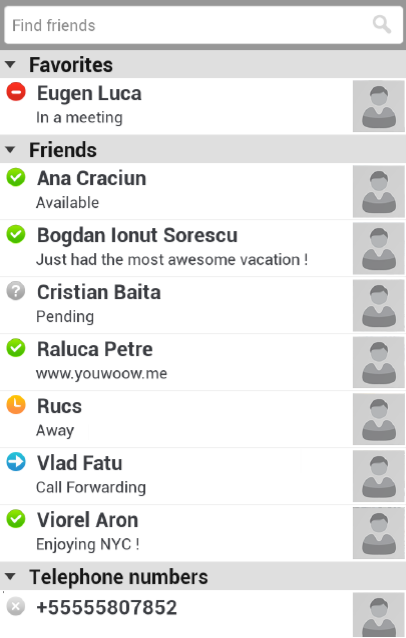 Find friends
Favorites
Eugen Luca
In a meeting
Friends
Ana Craciun
Available
Bogdan Ionut Sorescu
Just had the most awesome vacation !
Cristian Baita
Pending
Raluca Petre
www.youwoow.me
Rucs
Away
Vlad Fatu
Call Forwarding
Viorel Aron
Enjoying NYC !
Telephone numbers
+55555807852